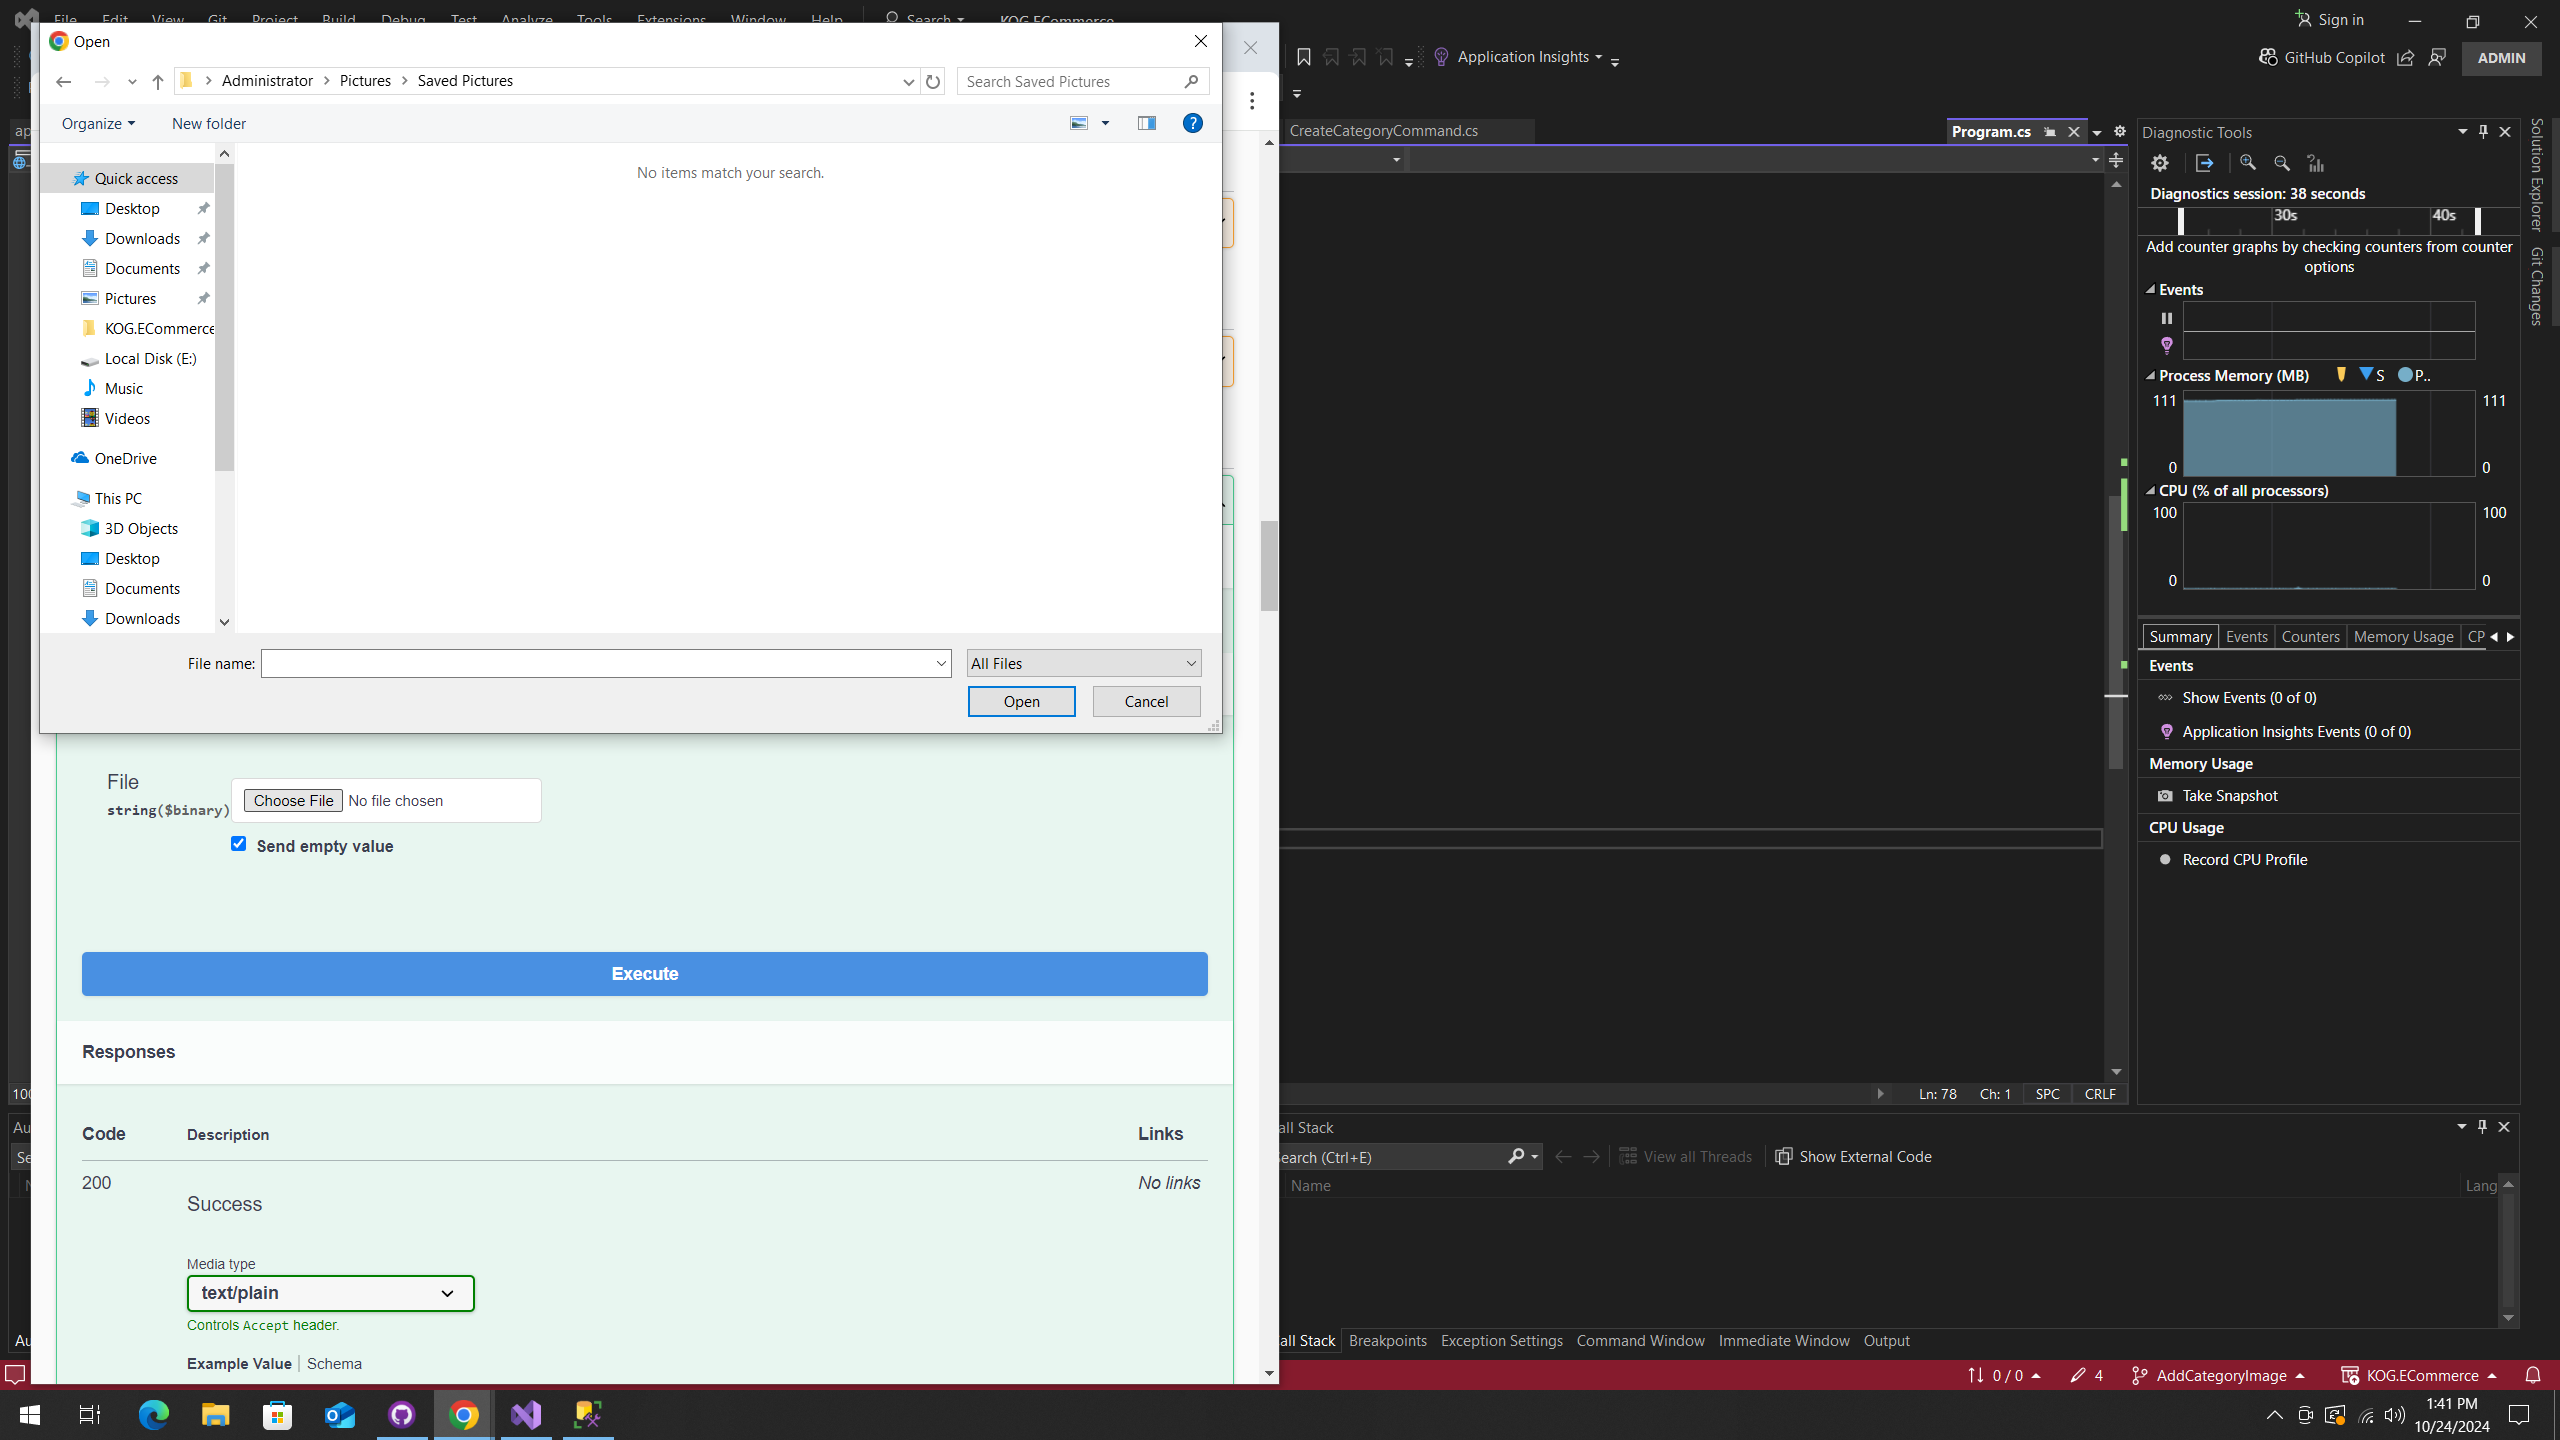 File Edit View Git Project Build Debug Test Analyze Tools Extensions Window Help Search KOG.ECommerce
Sign in
Open
Application Insights
GitHub Copilot
ADMIN
Administrator > Pictures > Saved Pictures
Search Saved Pictures
Organize
New folder
CreateCategoryCommand.cs
Program.cs
Diagnostic Tools
Solution Explorer
Git Changes
No items match your search.
Quick access
Desktop
Downloads
Documents
Pictures
KOG.ECommerce
Local Disk (E:)
Music
Videos
OneDrive
This PC
3D Objects
Desktop
Documents
Downloads
File name:
All Files
Open
Cancel
Diagnostics session: 38 seconds
30s
40s
Add counter graphs by checking counters from counter
options
Events
Process Memory (MB)
S
P..
111
111
0
0
CPU (% of all processors)
100
100
0
0
Summary
Events
Counters
Memory Usage
CP
Events
Show Events (0 of 0)
Application Insights Events (0 of 0)
Memory Usage
Take Snapshot
CPU Usage
Record CPU Profile
File
string($binary)
Choose File
No file chosen
Send empty value
Execute
Responses
Code
Description
Links
200
Success
No links
Media type
text/plain
Controls Accept header.
Example Value
Schema
Ln: 78
Ch: 1
SPC
CRLF
all Stack
Search (Ctrl+E)
View all Threads
Show External Code
Name
Lang
all Stack
Breakpoints
Exception Settings
Command Window
Immediate Window
Output
0 / 0
4
AddCategoryImage
KOG.ECommerce
1:41 PM
10/24/2024